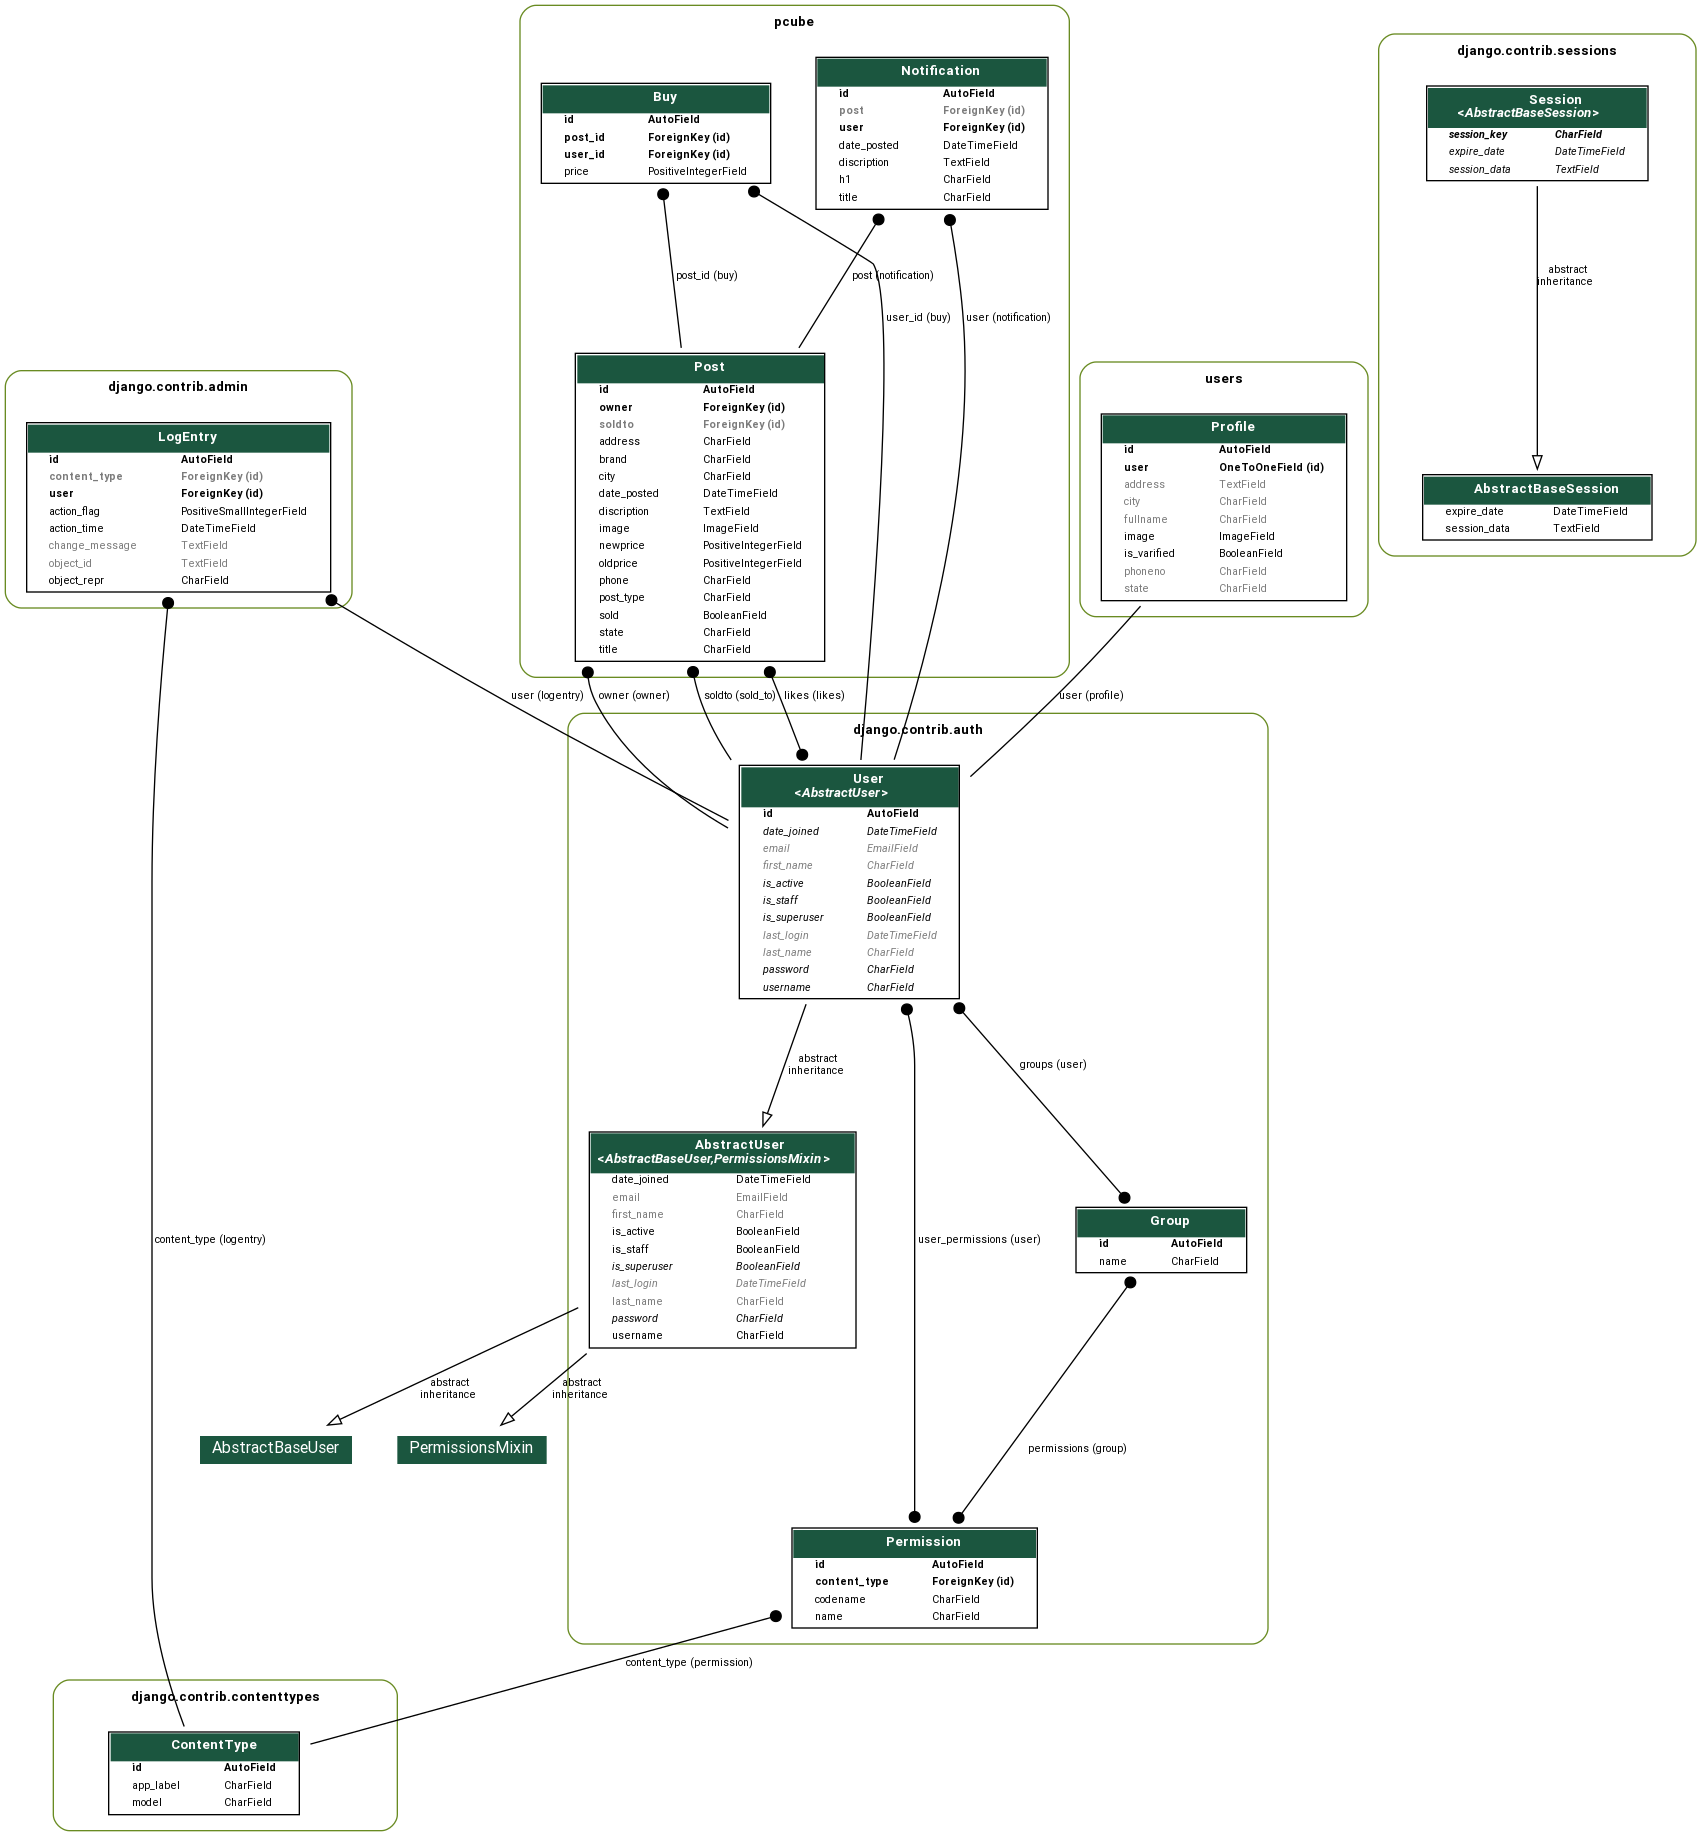 pcube
Buy
id AutoField
post_id ForeignKey (id)
user_id ForeignKey (id)
price PositiveIntegerField
Notification
id AutoField
post ForeignKey (id)
user ForeignKey (id)
date_posted DateTimeField
discription TextField
h1 CharField
title CharField
django.contrib.sessions
Session
<AbstractBaseSession>
session_key CharField
expire_date DateTimeField
session_data TextField
abstract
inheritance
AbstractBaseSession
expire_date DateTimeField
session_data TextField
post_id (buy)
post (notification)
user_id (buy)
user (notification)
Post
id AutoField
owner ForeignKey (id)
soldto ForeignKey (id)
address CharField
brand CharField
city CharField
date_posted DateTimeField
discription TextField
image ImageField
newprice PositiveIntegerField
oldprice PositiveIntegerField
phone CharField
post_type CharField
sold BooleanField
state CharField
title CharField
django.contrib.admin
LogEntry
id AutoField
content_type ForeignKey (id)
user ForeignKey (id)
action_flag PositiveSmallIntegerField
action_time DateTimeField
change_message TextField
object_id TextField
object_repr CharField
users
Profile
id AutoField
user OneToOneField (id)
address TextField
city CharField
fullname CharField
image ImageField
is_varified BooleanField
phoneno CharField
state CharField
user (logentry)
owner (owner)
soldto (sold_to)
likes (likes)
user (profile)
django.contrib.auth
User
<AbstractUser>
id AutoField
date_joined DateTimeField
email EmailField
first_name CharField
is_active BooleanField
is_staff BooleanField
is_superuser BooleanField
last_login DateTimeField
last_name CharField
password CharField
username CharField
abstract
inheritance
groups (user)
AbstractUser
<AbstractBaseUser,PermissionsMixin>
date_joined DateTimeField
email EmailField
first_name CharField
is_active BooleanField
is_staff BooleanField
is_superuser BooleanField
last_login DateTimeField
last_name CharField
password CharField
username CharField
content_type (logentry)
user_permissions (user)
Group
id AutoField
name CharField
abstract
inheritance
abstract
inheritance
AbstractBaseUser
PermissionsMixin
permissions (group)
Permission
id AutoField
content_type ForeignKey (id)
codename CharField
name CharField
content_type (permission)
django.contrib.contenttypes
ContentType
id AutoField
app_label CharField
model CharField